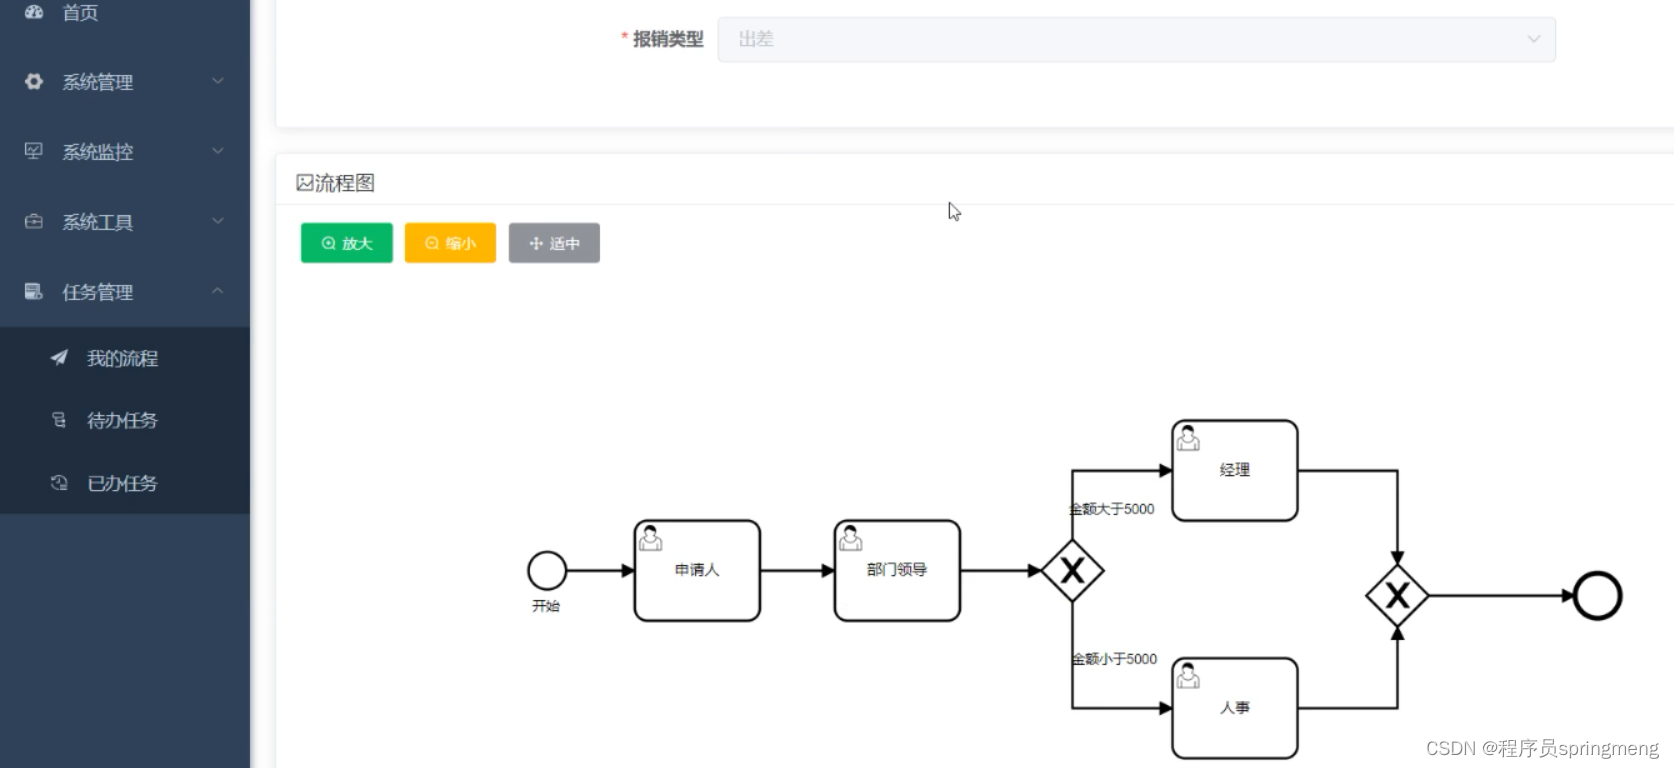 首页
系统管理
系统监控
系统工具
任务管理
我的流程
待办任务
已办任务
* 报销类型
出差
流程图
放大
缩小
适中
开始
申请人
部门领导
金额大于5000
经理
金额小于5000
人事
CSDN @程序员springmeng